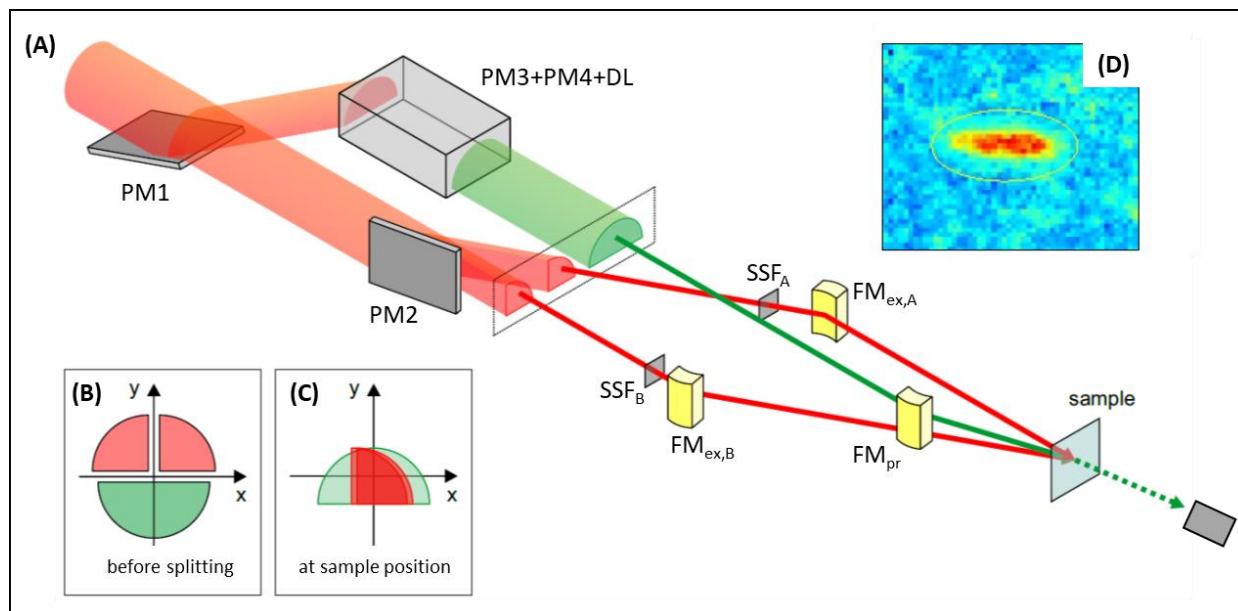 (A)
(D)
PM3+PM4+DL
PM1
PM2
SSF_A
FM_ex,A
SSF_B
FM_ex,B
FM_pr
sample
(B)
y
x
before splitting
(C)
y
x
at sample position